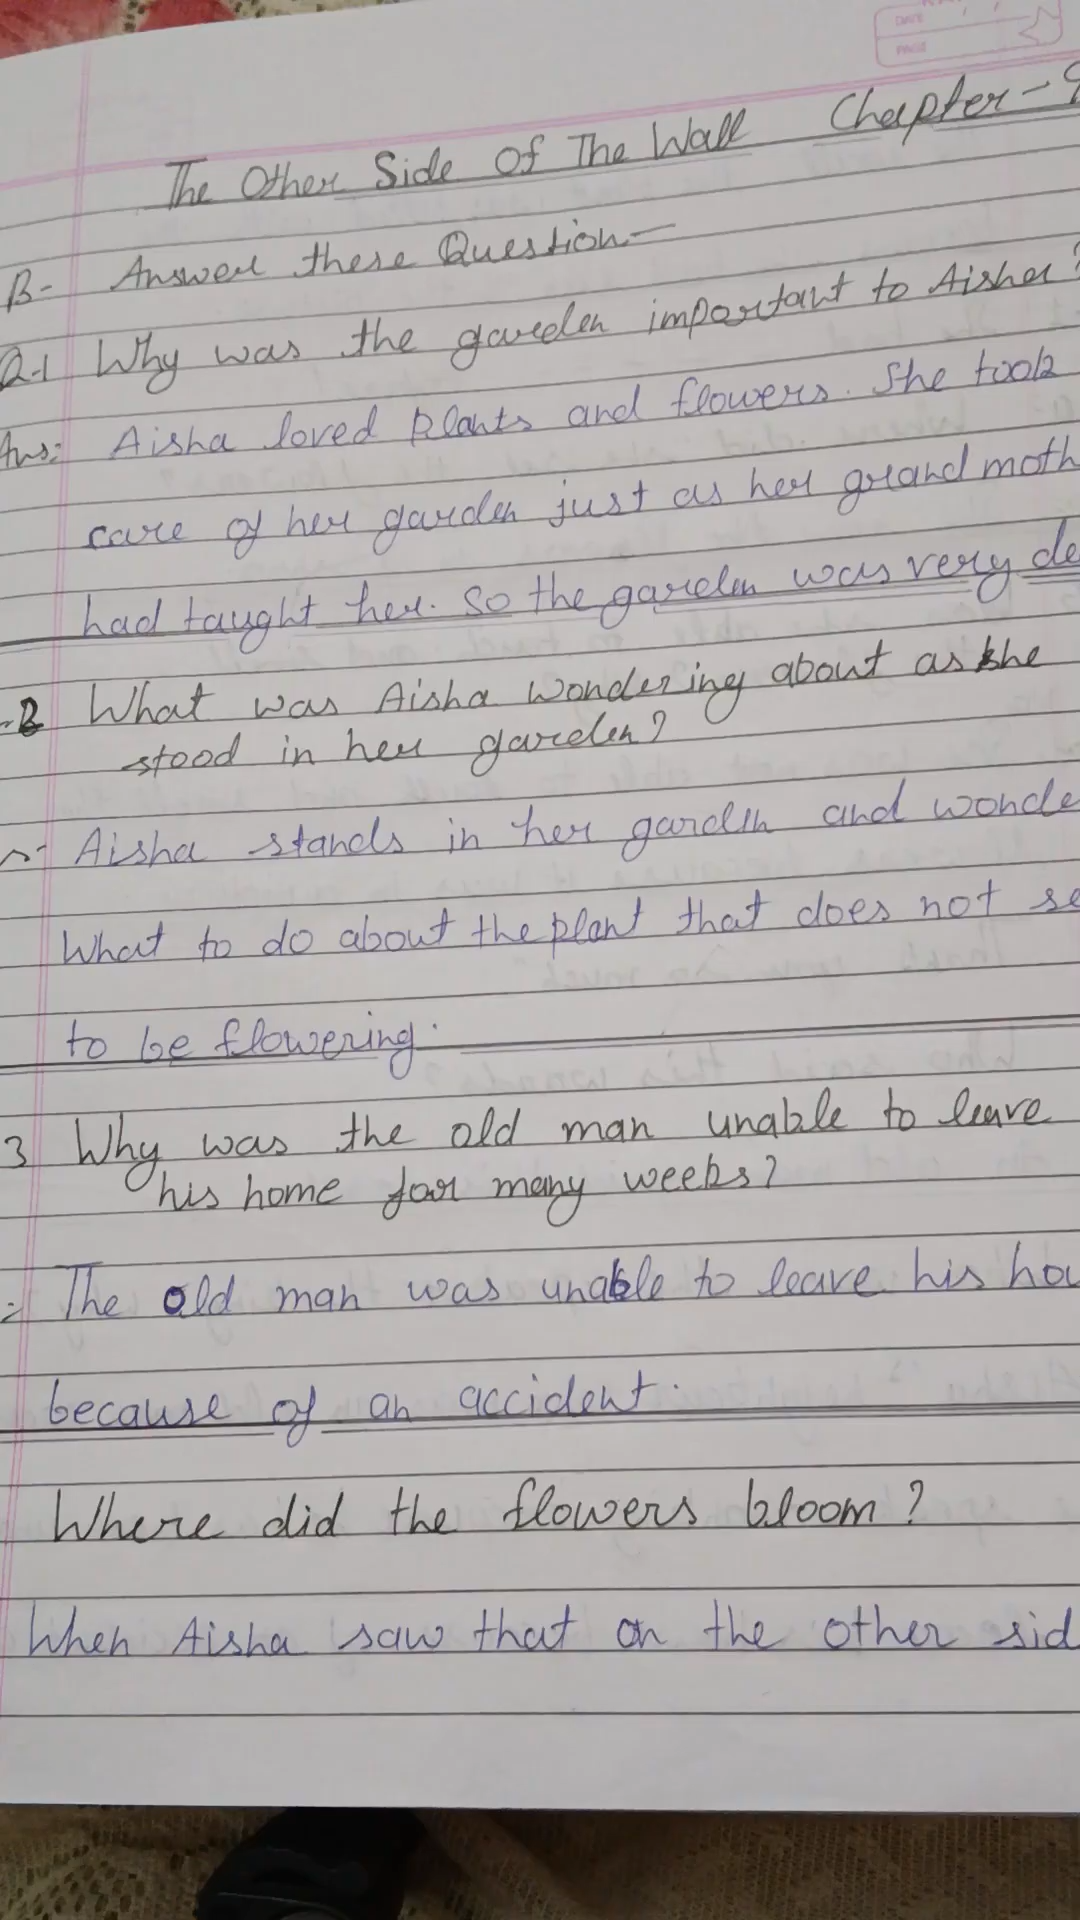 DATE
PAGE
The Other Side Of The Wall Chapter - 9
B- Answer these Question—
Q.1 Why was the garden important to Aisha?
Ans: Aisha loved plants and flowers. She took
care of her garden just as her grand moth
had taught her. So the garden was very de
-2 What was Aisha wondering about as she
stood in her garden?
Aisha stands in her garden and wonde
What to do about the plant that does not se
to be flowering.
3 Why was the old man unable to leave
his home for many weeks?
The old man was unable to leave his ho
because of an accident.
Where did the flowers bloom?
When Aisha saw that on the other sid